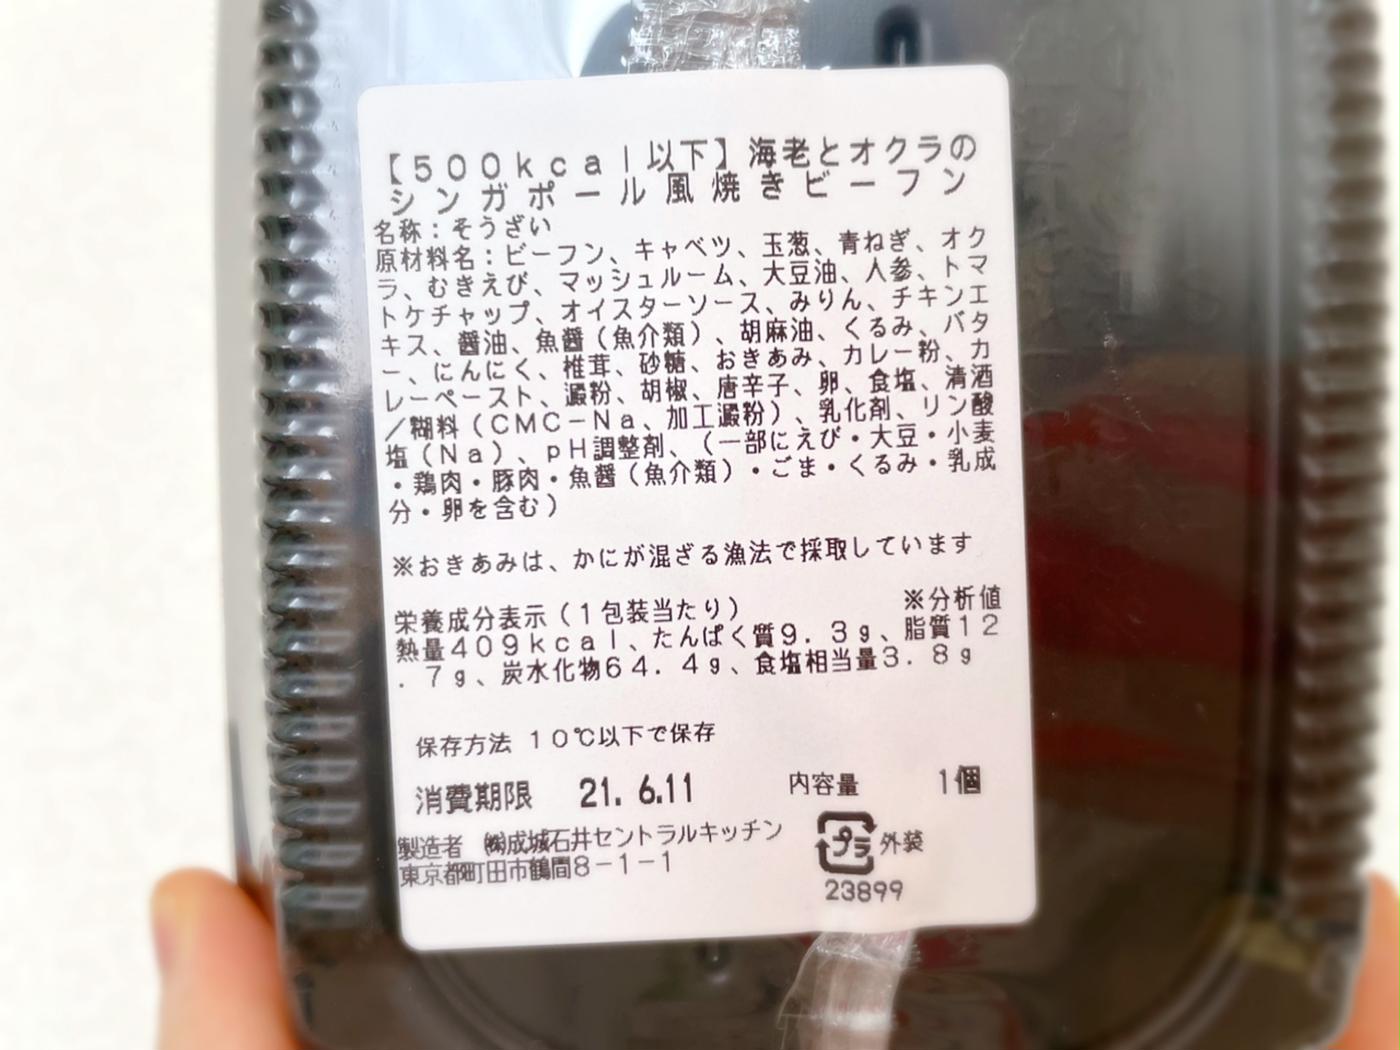 【500kcal以下】海老とオクラの
シンガポール風焼きビーフン
名称：そうざい
原材料名：ビーフン、キャベツ、玉葱、青ねぎ、オク
ラ、むきえび、マッシュルーム、大豆油、人参、トマ
トケチャップ、オイスターソース、みりん、チキンエ
キス、醤油、魚醤（魚介類）、胡麻油、くるみ、バタ
ー、にんにく、椎茸、砂糖、おきあみ、カレー粉、カ
レーペースト、澱粉、胡椒、唐辛子、卵、食塩、清酒
／糊料（CMC－Na、加工澱粉）、乳化剤、リン酸
塩（Na）、pH調整剤、（一部にえび・大豆・小麦
・鶏肉・豚肉・魚醤（魚介類）・ごま・くるみ・乳成
分・卵を含む）
※おきあみは、かにが混ざる漁法で採取しています
栄養成分表示（1包装当たり） ※分析値
熱量409kcal、たんぱく質9．3g、脂質12
．7g、炭水化物64．4g、食塩相当量3．8g
保存方法 10℃以下で保存
消費期限 21. 6.11 内容量 1個
製造者 ㈱成城石井セントラルキッチン
東京都町田市鶴間8－1－1
プラ 外装
23899